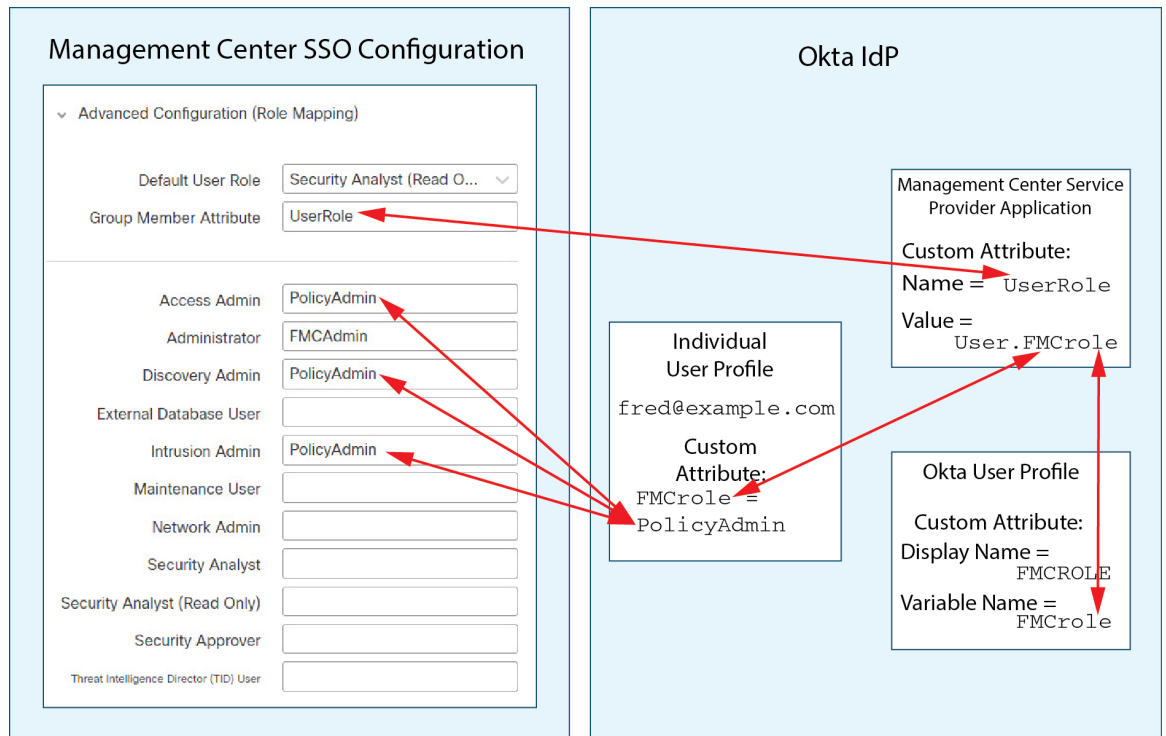 Management Center SSO Configuration
Advanced Configuration (Role Mapping)
Default User Role
Security Analyst (Read O...
Group Member Attribute
UserRole
Access Admin
PolicyAdmin
Administrator
FMCAdmin
Discovery Admin
PolicyAdmin
External Database User
Intrusion Admin
PolicyAdmin
Maintenance User
Network Admin
Security Analyst
Security Analyst (Read Only)
Security Approver
Threat Intelligence Director (TID) User
Okta IdP
Individual
User Profile
fred@example.com
Custom
Attribute:
FMCrole =
PolicyAdmin
Management Center Service
Provider Application
Custom Attribute:
Name = UserRole
Value =
User.FMCrole
Okta User Profile
Custom Attribute:
Display Name =
FMCROLE
Variable Name =
FMCrole